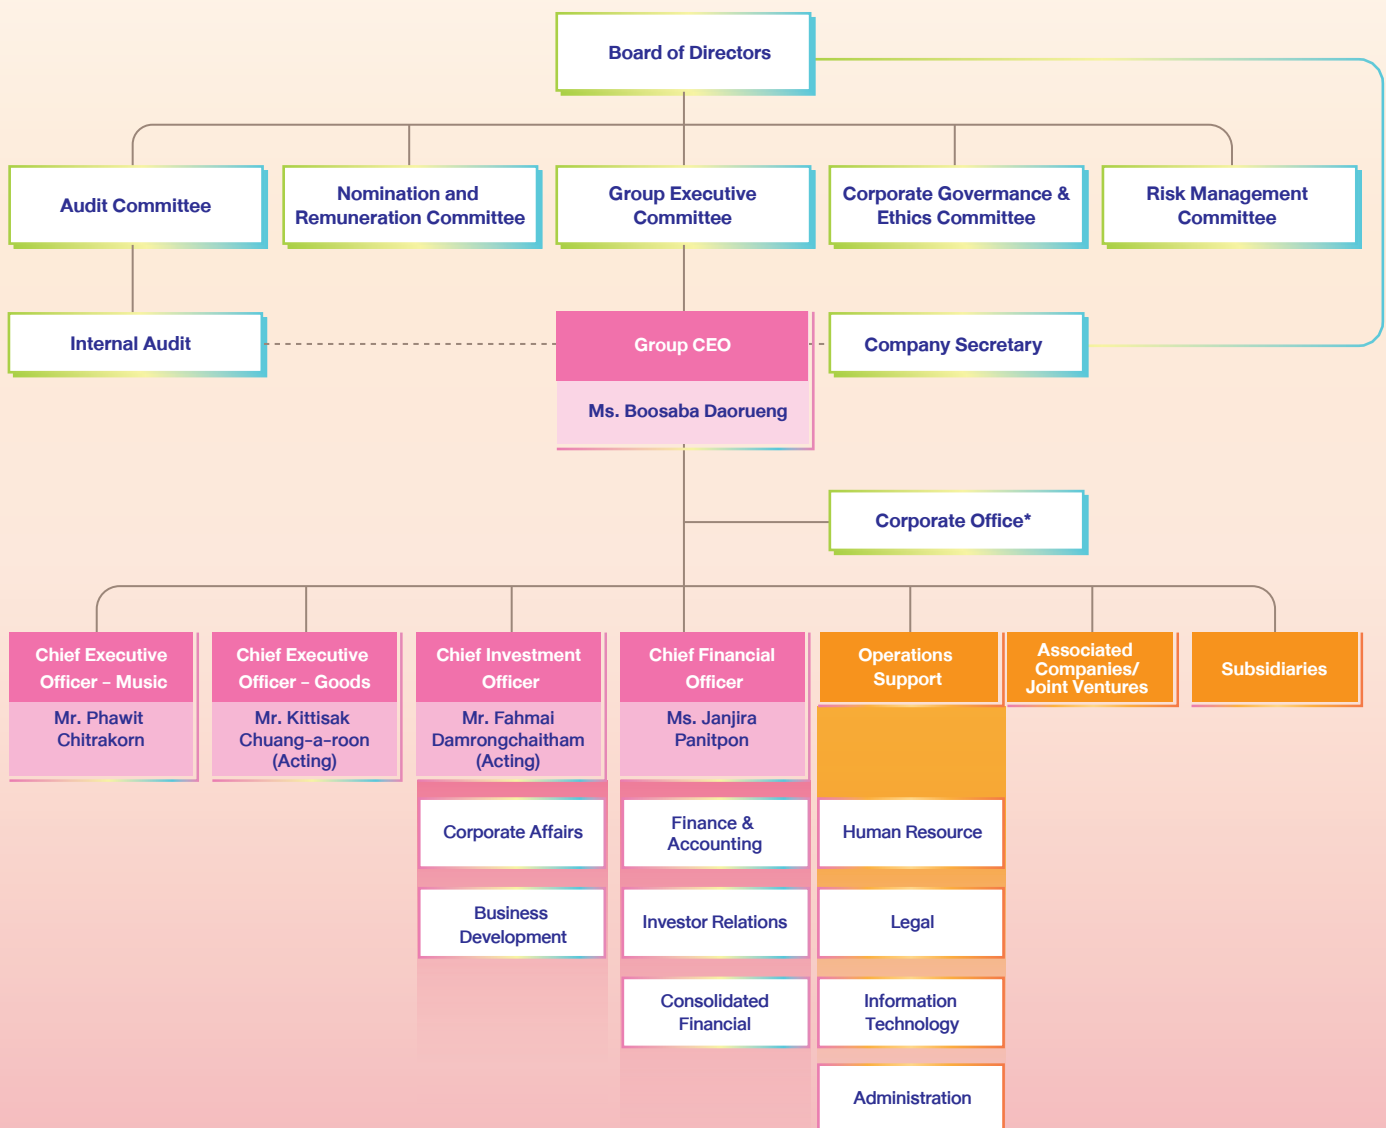 Board of Directors
Audit Committee
Nomination and
Remuneration Committee
Group Executive
Committee
Corporate Govermance &
Ethics Committee
Risk Management
Committee
Internal Audit
Group CEO
Company Secretary
Ms. Boosaba Daorueng
Corporate Office*
Chief Executive
Officer – Music
Mr. Phawit
Chitrakorn
Chief Executive
Officer – Goods
Mr. Kittisak
Chuang-a-roon
(Acting)
Chief Investment
Officer
Mr. Fahmai
Damrongchaitham
(Acting)
Corporate Affairs
Business
Development
Chief Financial
Officer
Ms. Janjira
Panitpon
Finance &
Accounting
Investor Relations
Consolidated
Financial
Operations
Support
Human Resource
Legal
Information
Technology
Administration
Associated
Companies/
Joint Ventures
Subsidiaries